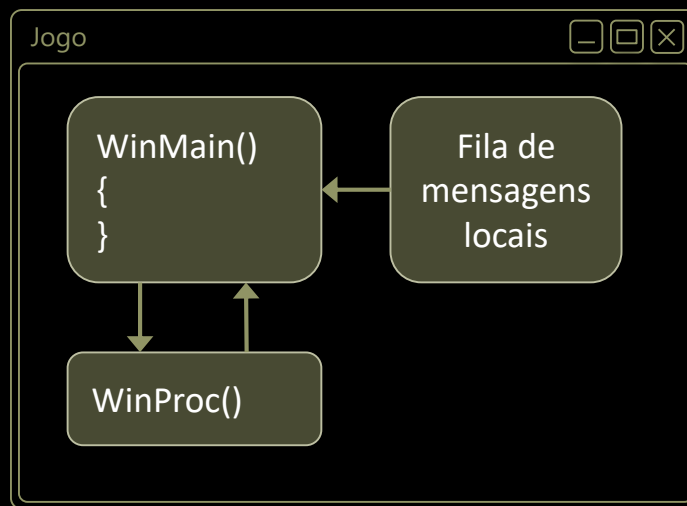 Jogo
WinMain()
{
}
Fila de
mensagens
locais
WinProc()